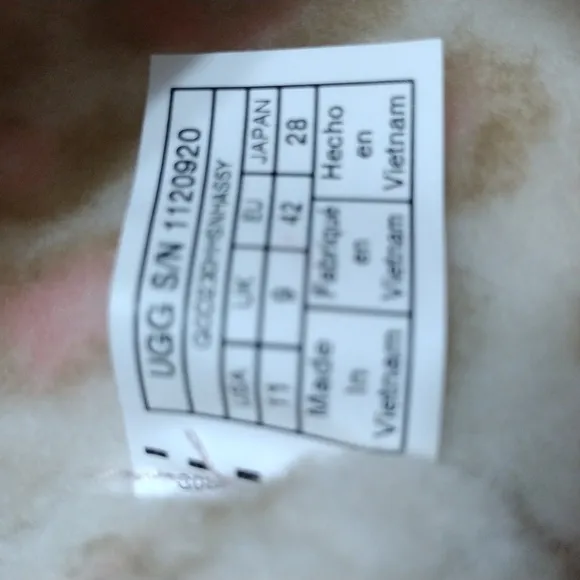 UGG S/N 1120920
USA UK EU JAPAN
11 9 42 28
Made Fabriqué Hecho
In en en
Vietnam Vietnam Vietnam